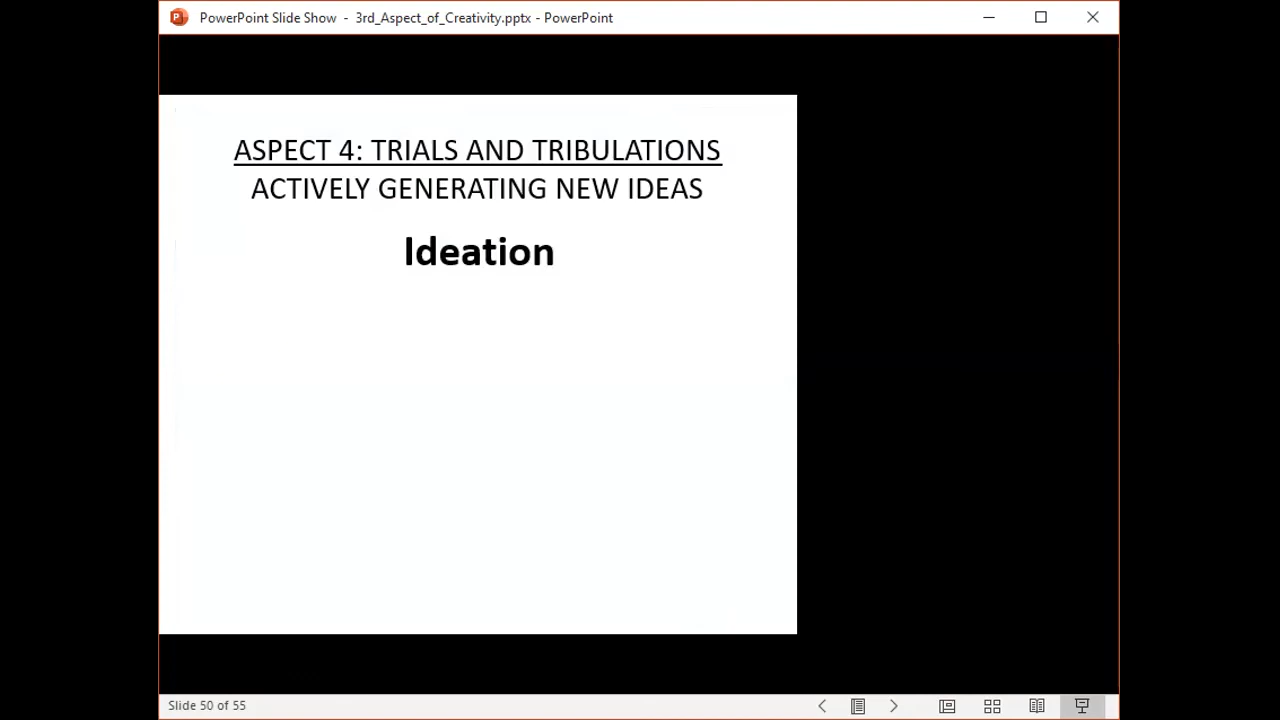 PowerPoint Slide Show - 3rd_Aspect_of_Creativity.pptx - PowerPoint
ASPECT 4: TRIALS AND TRIBULATIONS
ACTIVELY GENERATING NEW IDEAS
Ideation
Slide 50 of 55